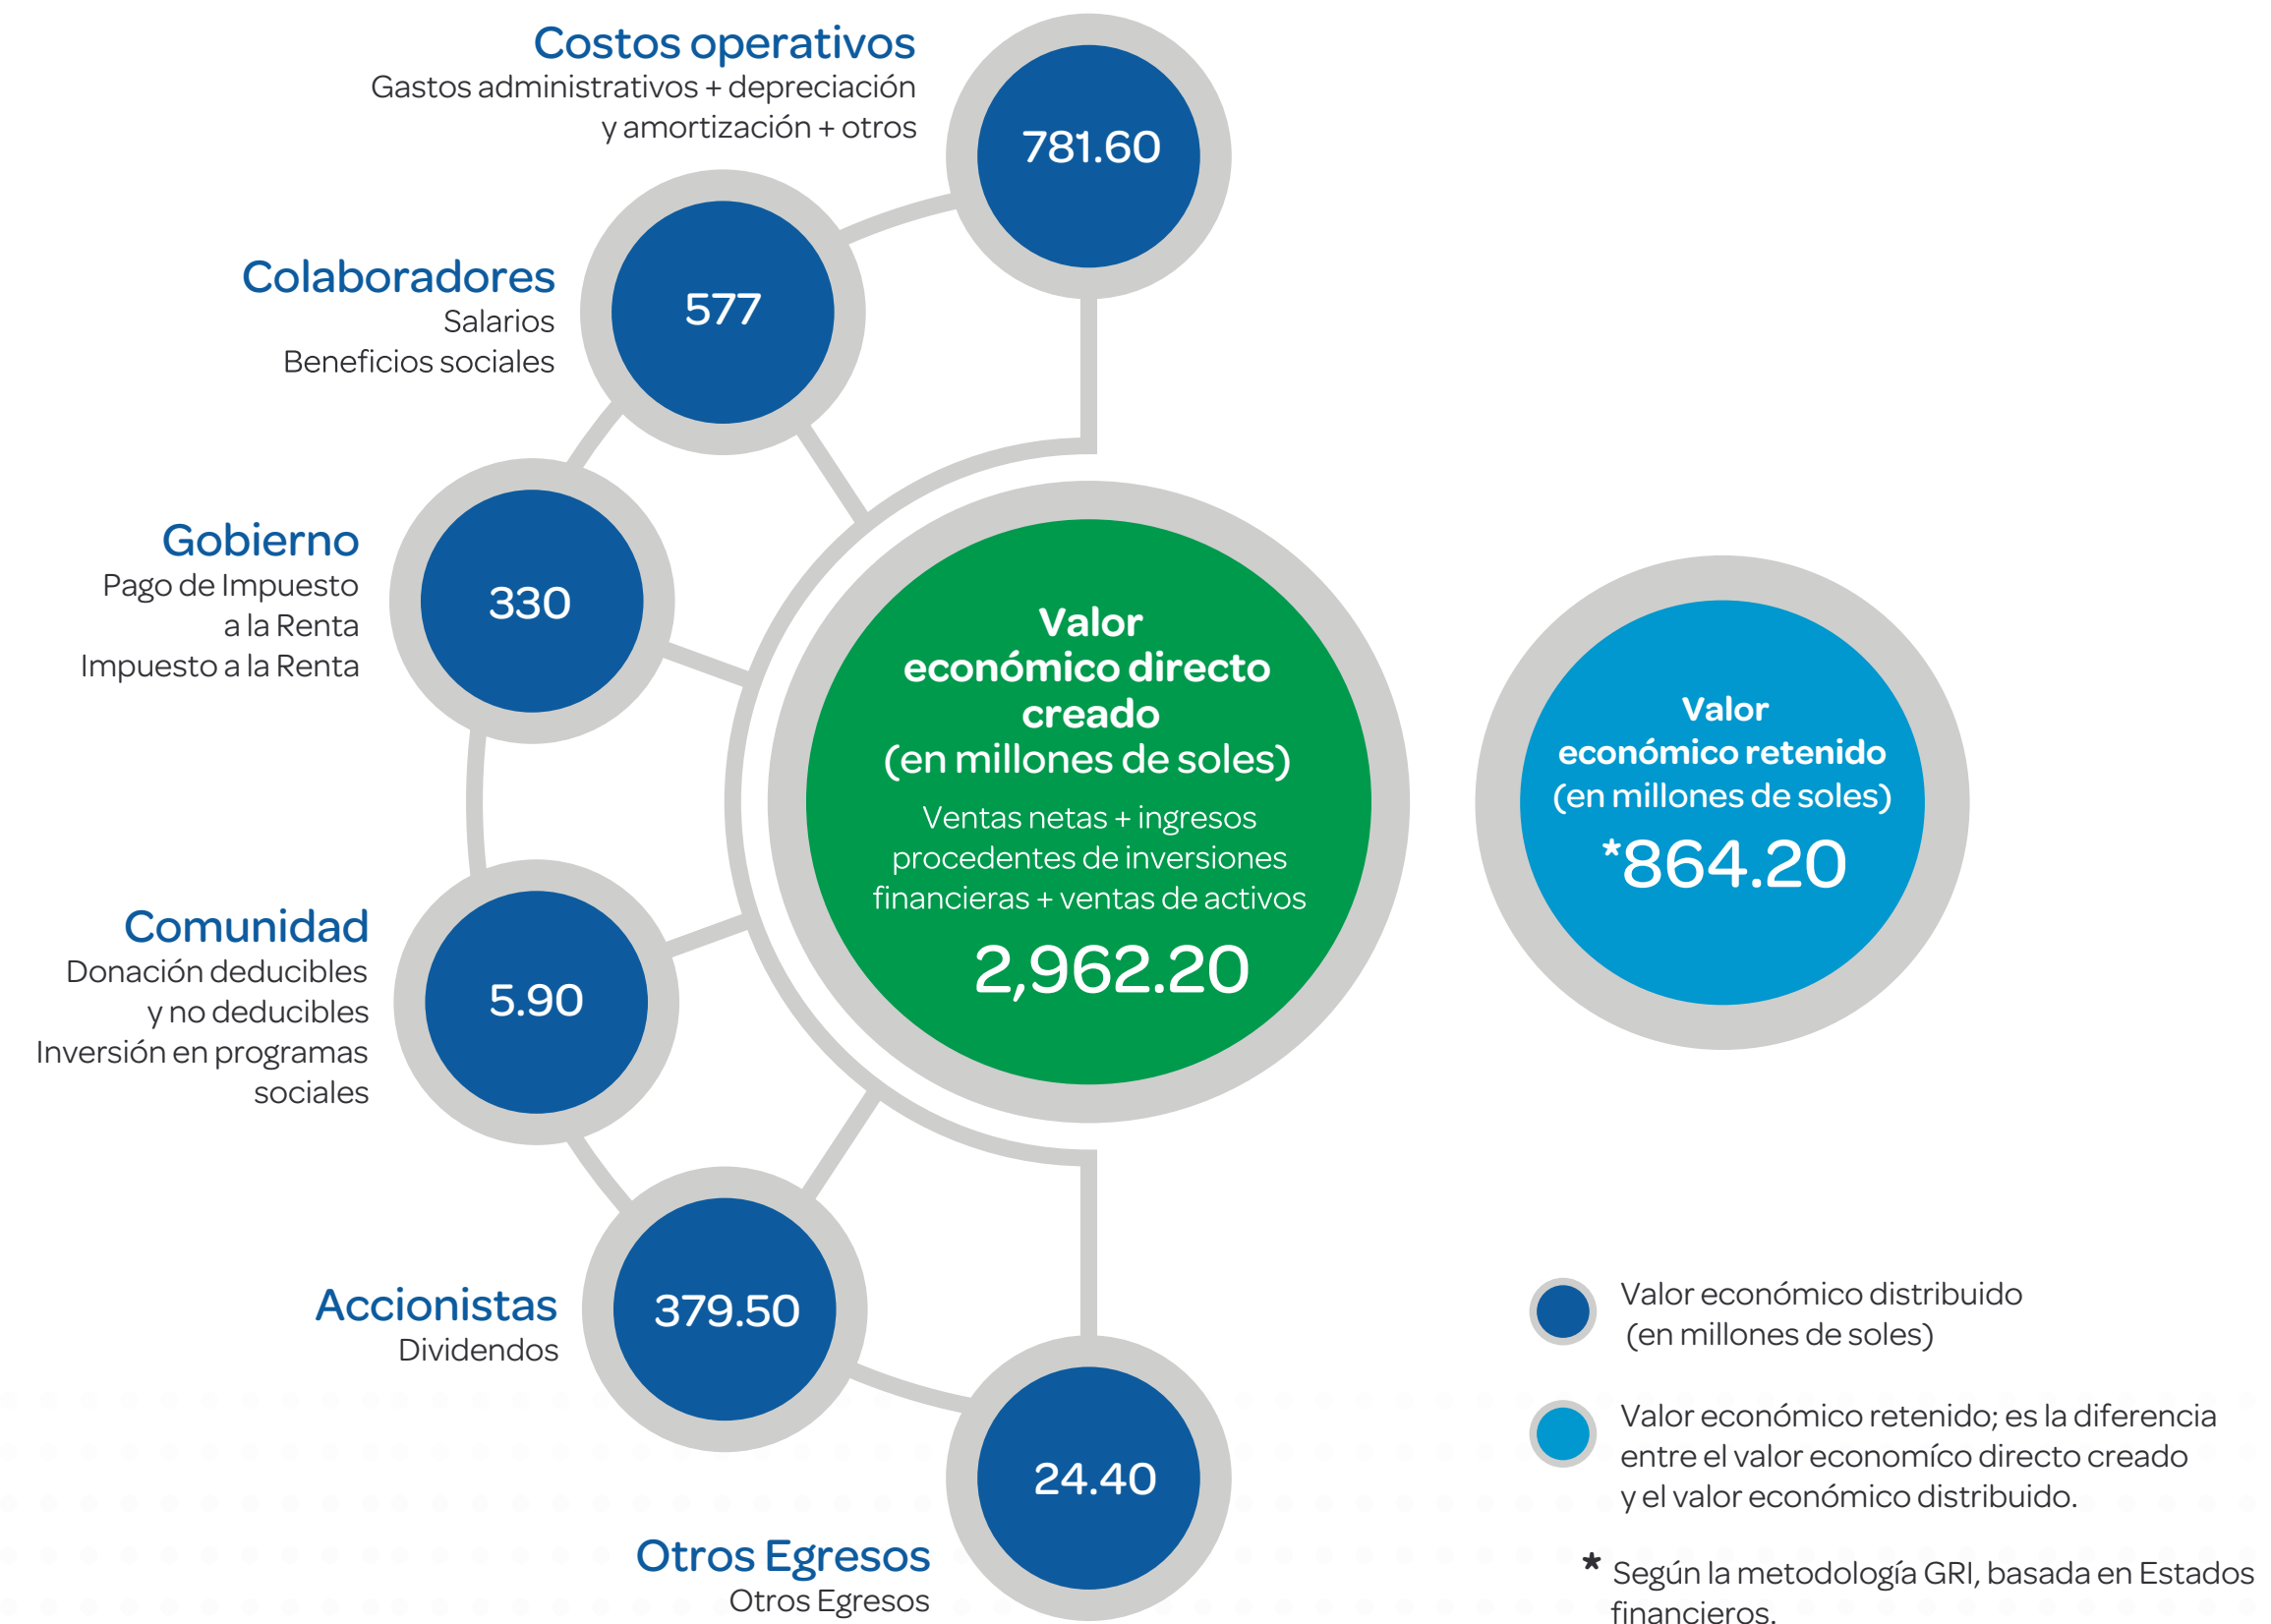 Costos operativos
Gastos administrativos + depreciación
y amortización + otros
781.60
Colaboradores
Salarios
Beneficios sociales
577
Gobierno
Pago de Impuesto
a la Renta
Impuesto a la Renta
330
Comunidad
Donación deducibles
y no deducibles
Inversión en programas
sociales
5.90
Accionistas
Dividendos
379.50
Otros Egresos
Otros Egresos
24.40
Valor
económico directo
creado
(en millones de soles)
Ventas netas + ingresos
procedentes de inversiones
financieras + ventas de activos
2,962.20
Valor
económico retenido
(en millones de soles)
*864.20
Valor económico distribuido
(en millones de soles)
Valor económico retenido; es la diferencia
entre el valor economíco directo creado
y el valor económico distribuido.
* Según la metodología GRI, basada en Estados
financieros.